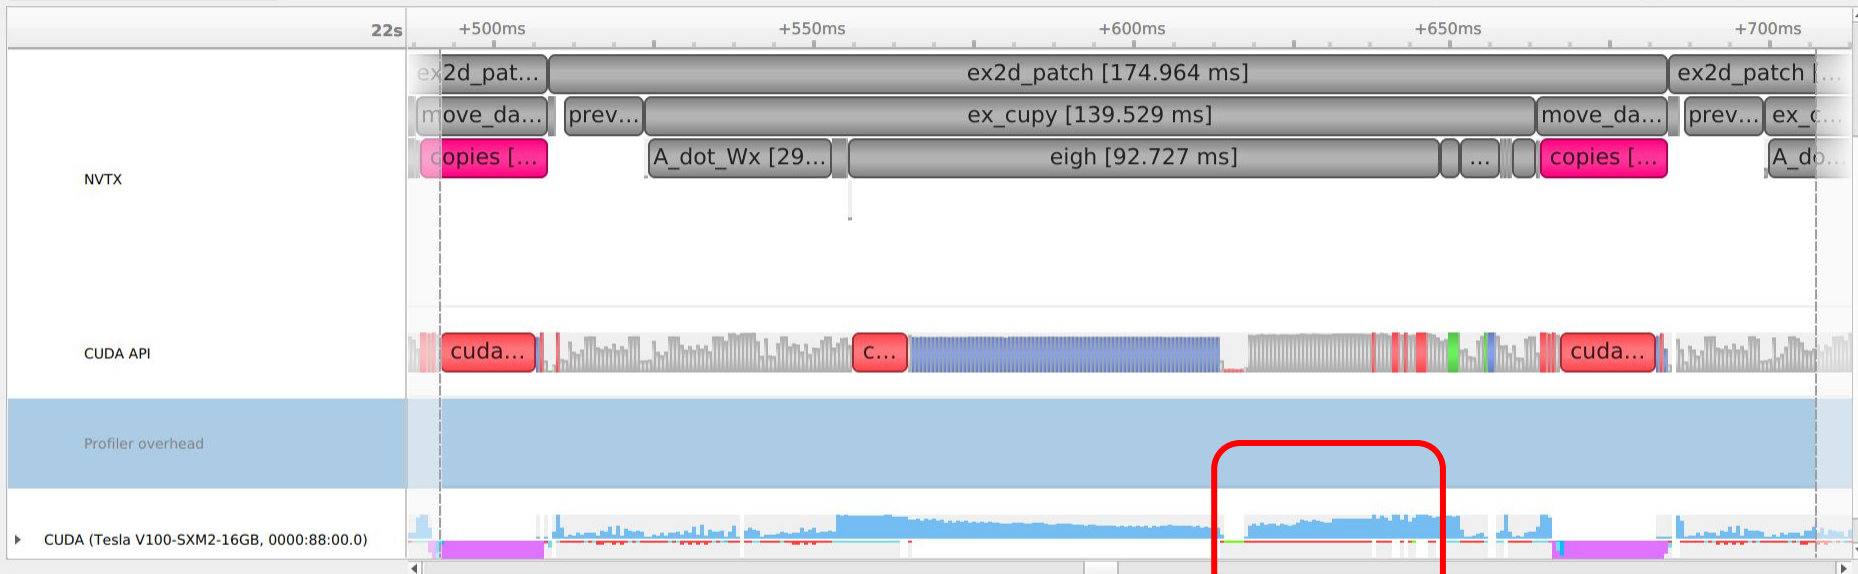 22s +500ms +550ms +600ms +650ms +700ms
ex2d_pat... ex2d_patch [174.964 ms] ex2d_patch [...
move_da... prev... ex_cupy [139.529 ms] move_da... prev... ex_c...
copies [... A_dot_Wx [29... eigh [92.727 ms] ... copies [... A_do...
NVTX
CUDA API cuda... c... cuda...
Profiler overhead
CUDA (Tesla V100-SXM2-16GB, 0000:88:00.0)